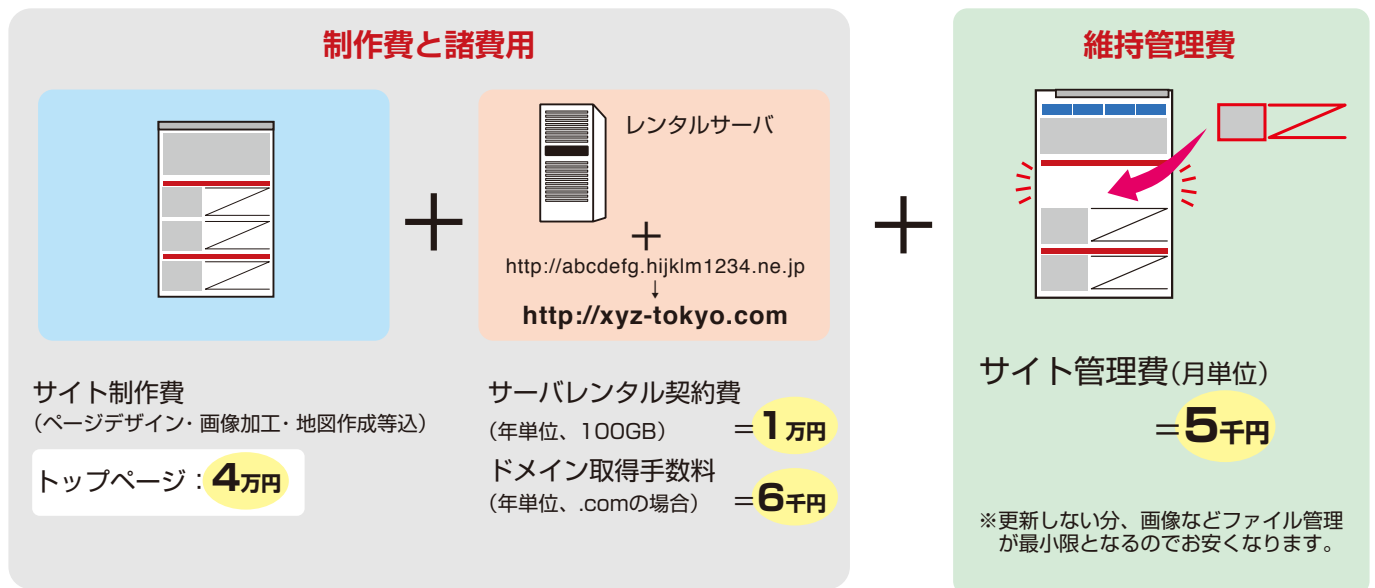 制作費と諸費用
レンタルサーバ
http://abcdefg.hijklm1234.ne.jp
↓
http://xyz-tokyo.com
サイト制作費
（ページデザイン・画像加工・地図作成等込）
トップページ：4万円
サーバレンタル契約費
（年単位、100GB）　＝1万円
ドメイン取得手数料
（年単位、.comの場合）　＝6千円
維持管理費
サイト管理費（月単位）
＝5千円
※更新しない分、画像などファイル管理
が最小限となるのでお安くなります。